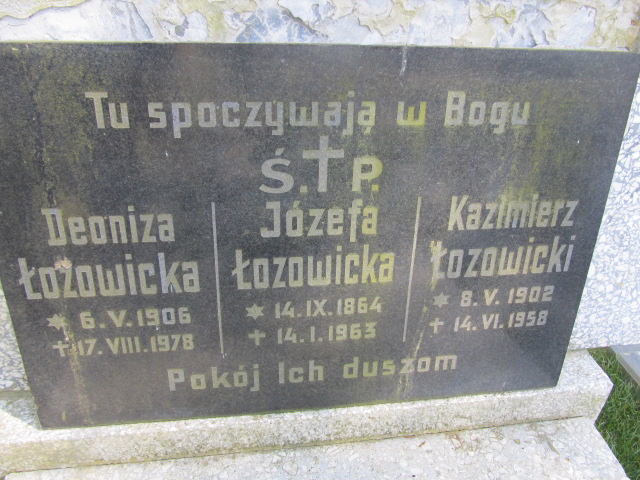 Tu spoczywają w Bogu
Ś. † P.
Deoniza
Łozowicka
* 6. V. 1906
† 17. VIII. 1978
Józefa
Łozowicka
* 14. IX. 1864
† 14. I. 1963
Kazimierz
Łozowicki
* 8. V. 1902
† 14. VI. 1958
Pokój Ich duszom